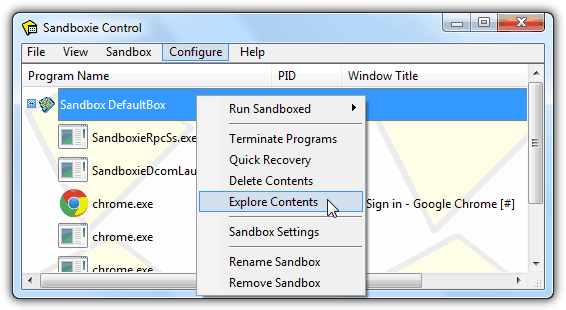 Sandboxie Control
File View Sandbox Configure Help
Program Name PID Window Title
Sandbox DefaultBox
Run Sandboxed
SandboxieRpcSs.exe
Terminate Programs
Quick Recovery
SandboxieDcomLau
Delete Contents
chrome.exe
Explore Contents
Sign in - Google Chrome [#]
chrome.exe
Sandbox Settings
chrome.exe
Rename Sandbox
Remove Sandbox